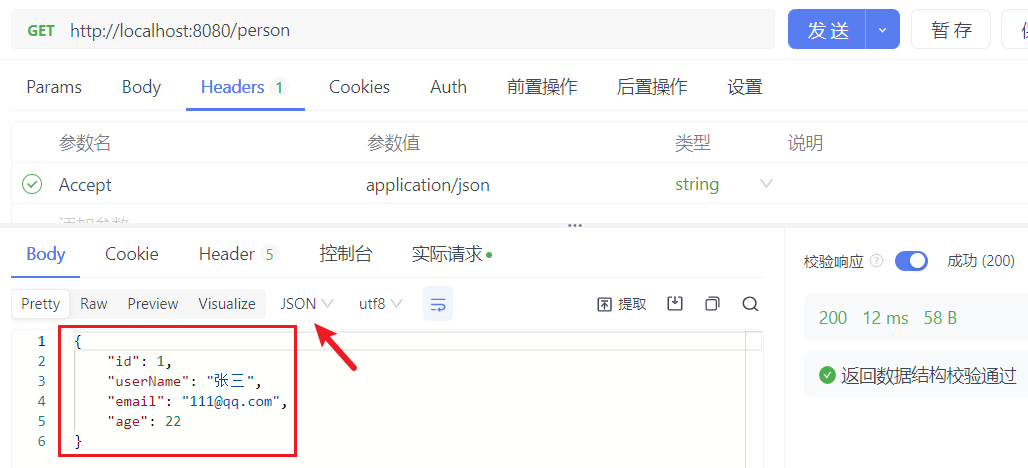 GET http://localhost:8080/person 发送 暂存
Params Body Headers 1 Cookies Auth 前置操作 后置操作 设置
参数名 参数值 类型 说明
Accept application/json string
添加参数
Body Cookie Header 5 控制台 实际请求
校验响应 ? 成功 (200)
Pretty Raw Preview Visualize JSON utf8 提取
200 12 ms 58 B
返回数据结构校验通过
1 {
2 "id": 1,
3 "userName": "张三",
4 "email": "111@qq.com",
5 "age": 22
6 }